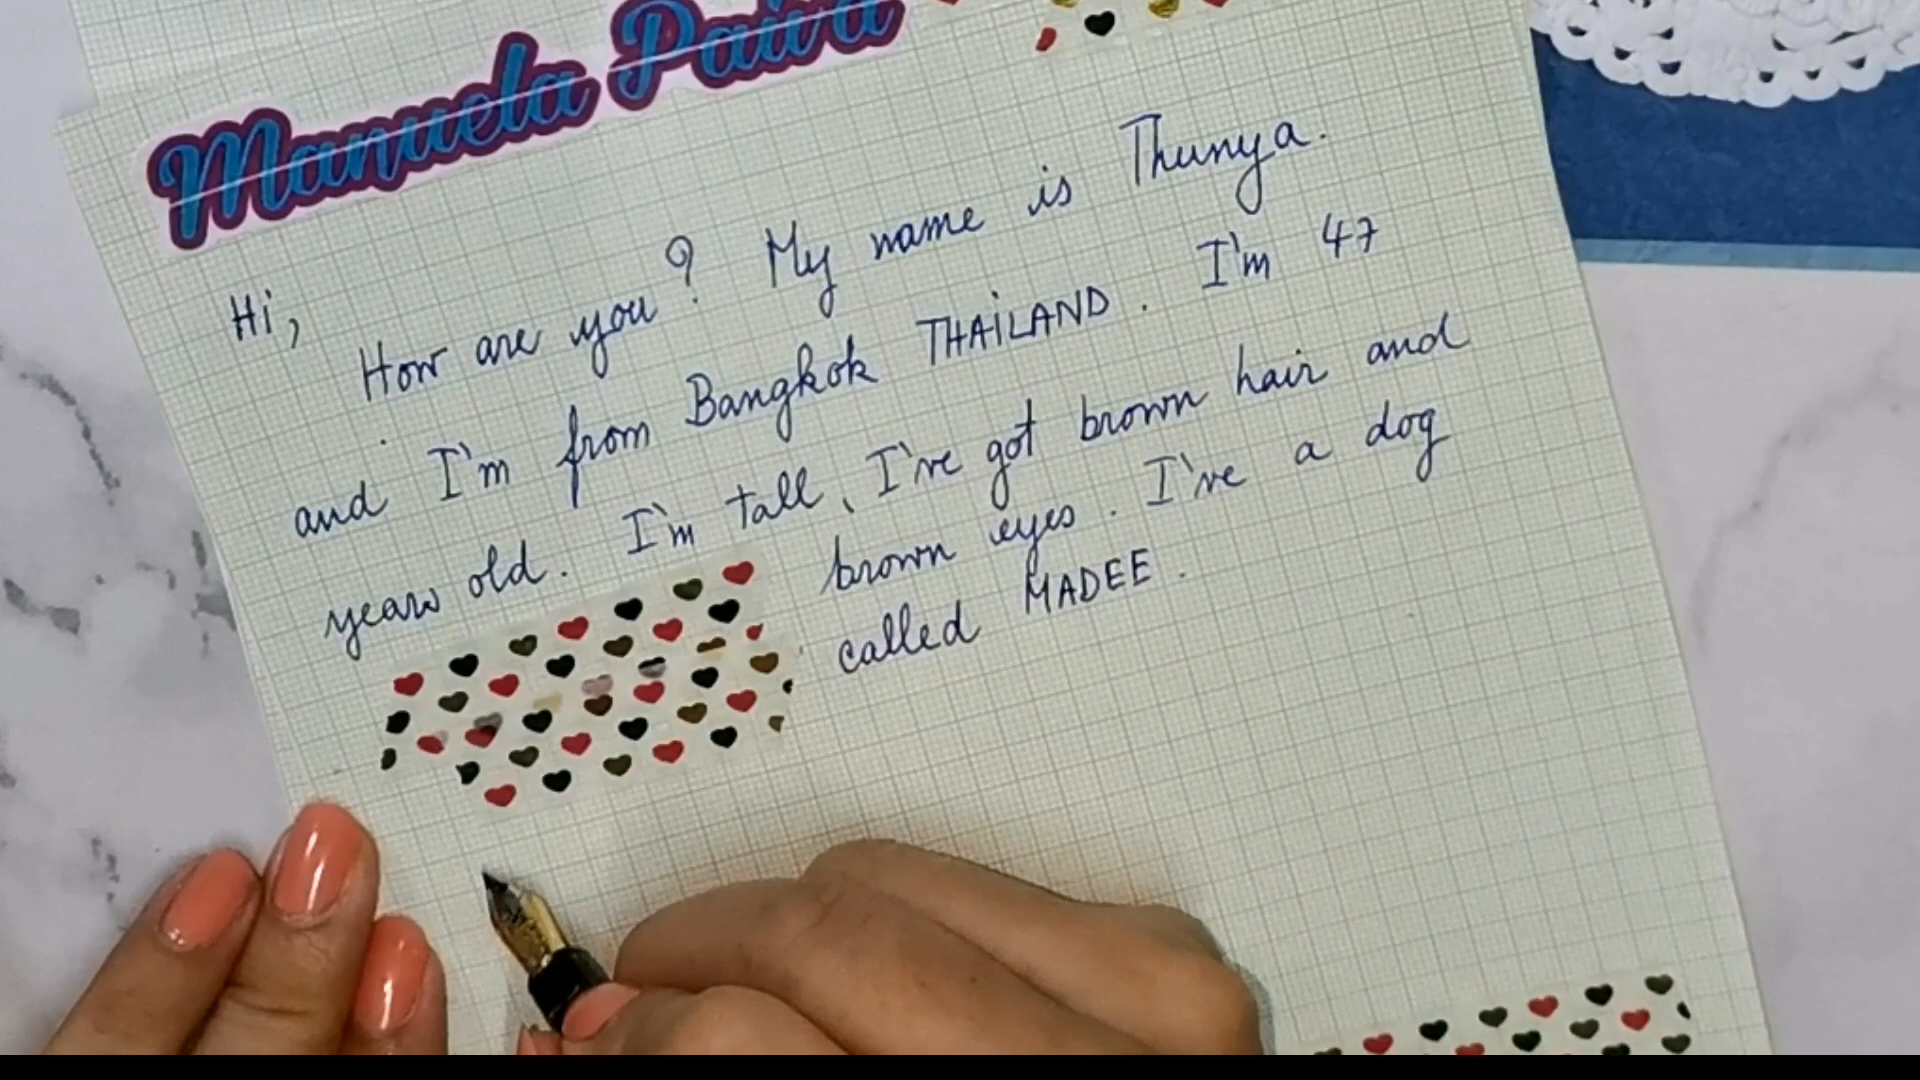 Manuela Paiva
Hi,
How are you? My name is Thunya.
and I'm from Bangkok THAILAND. I'm 47
years old. I'm tall, I've got brown hair and
brown eyes. I've a dog
called MADEE.